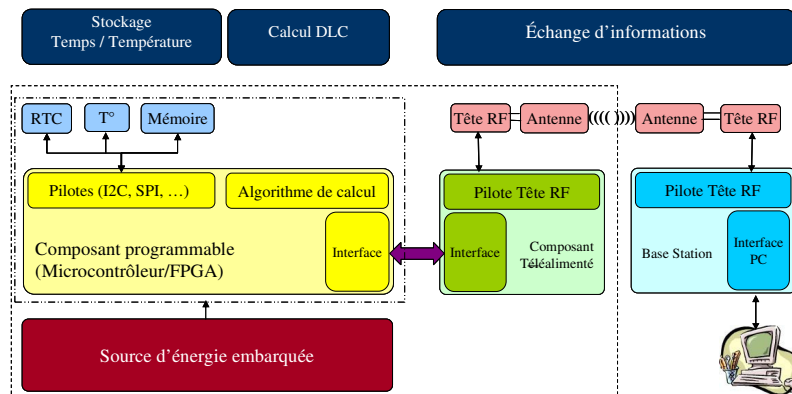 Stockage
Temps / Température
Calcul DLC
Échange d'informations
RTC
T°
Mémoire
Tête RF
Antenne
(((( ))))
Antenne
Tête RF
Pilotes (I2C, SPI, …)
Algorithme de calcul
Pilote Tête RF
Pilote Tête RF
Composant programmable
(Microcontrôleur/FPGA)
Interface
Interface
Composant
Téléalimenté
Base Station
Interface
PC
Source d'énergie embarquée